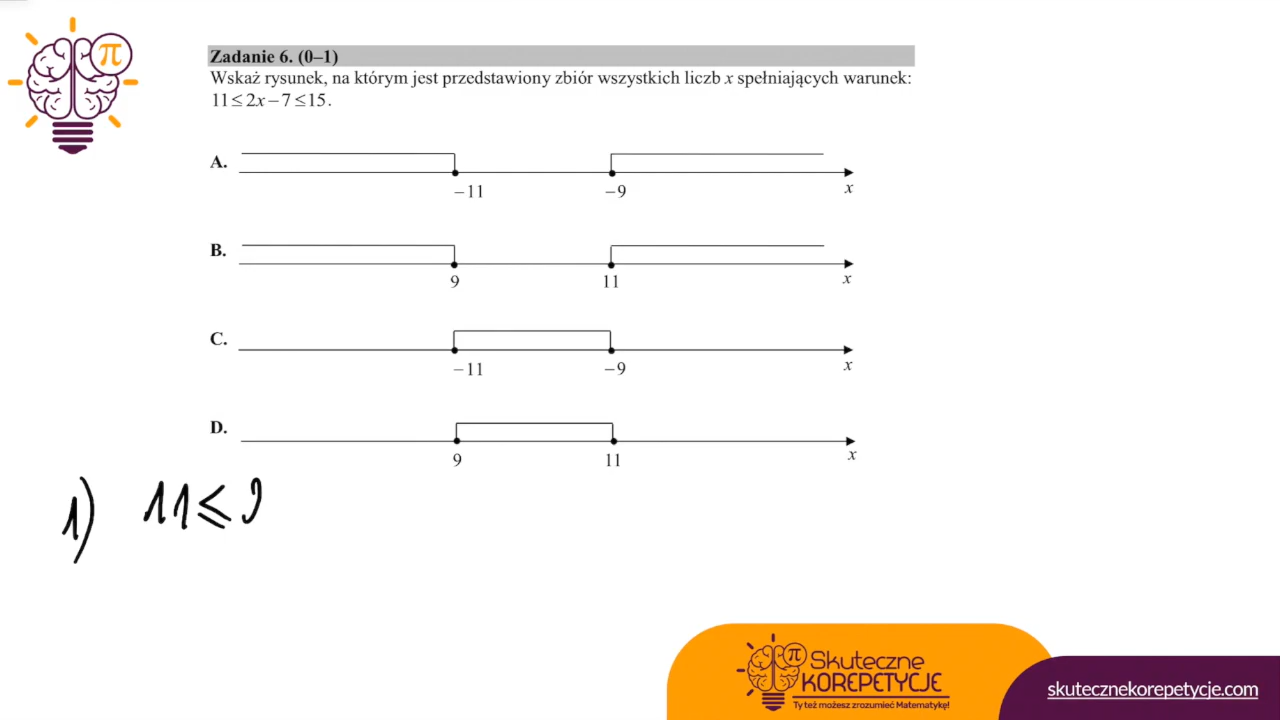 π
Zadanie 6. (0–1)
Wskaż rysunek, na którym jest przedstawiony zbiór wszystkich liczb x spełniających warunek:
11 ≤ 2x − 7 ≤ 15.
A.
−11 −9 x
B.
9 11 x
C.
−11 −9 x
D.
9 11 x
1) 11 ≤
π Skuteczne
KOREPETYCJE
Ty też możesz zrozumieć Matematykę!
skutecznekorepetycje.com